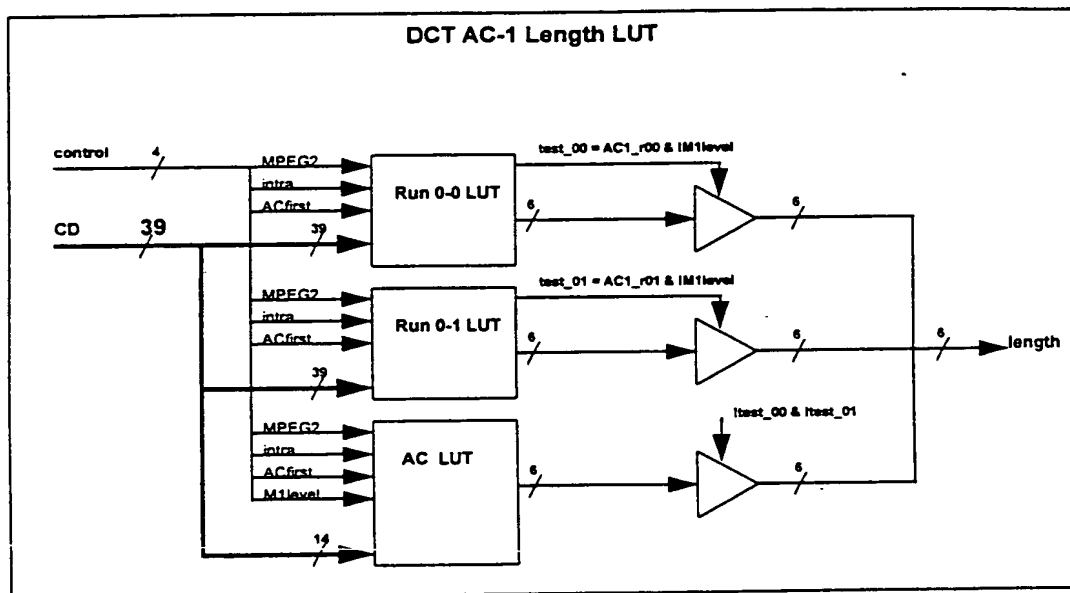 DCT AC-1 Length LUT
control 4
MPEG2
intra
ACfirst
CD 39
39
Run 0-0 LUT
test_00 = AC1_r00 & !M1level
6
6
MPEG2
intra
ACfirst
39
Run 0-1 LUT
test_01 = AC1_r01 & !M1level
6
6
6
length
MPEG2
intra
ACfirst
M1level
14
AC LUT
6
!test_00 & !test_01
6